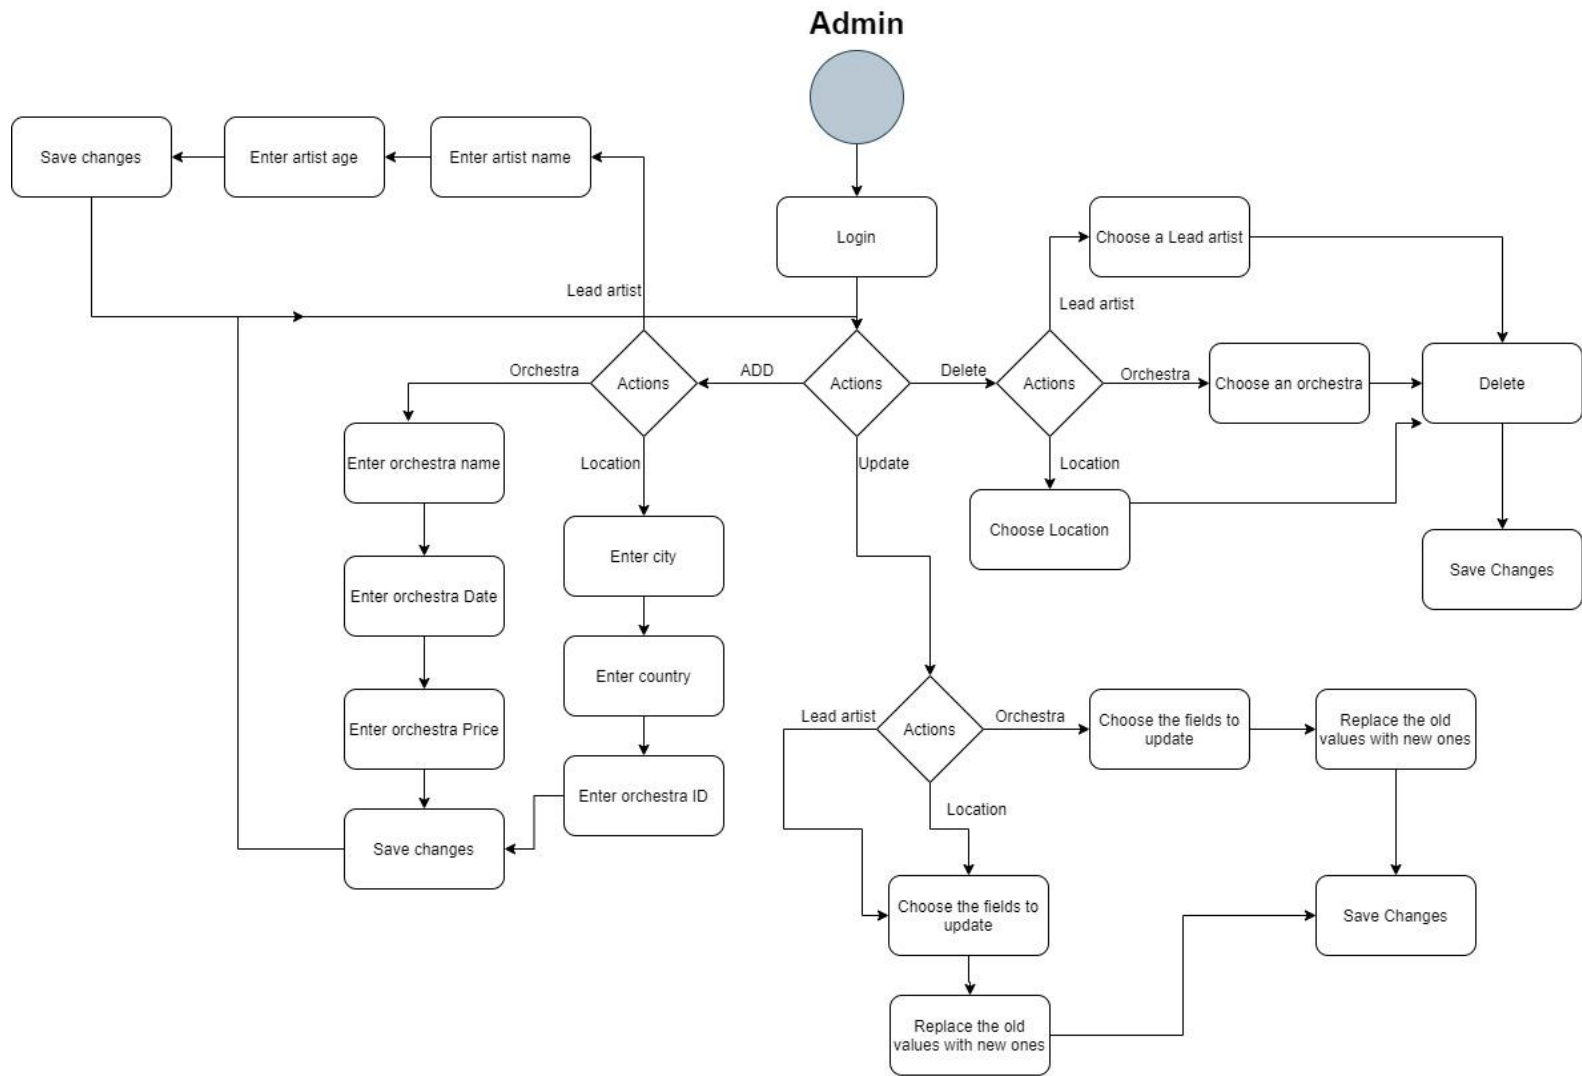 Admin
Save changes
Enter artist age
Enter artist name
Login
Choose a Lead artist
Lead artist
Lead artist
Orchestra
Actions
ADD
Actions
Delete
Actions
Orchestra
Choose an orchestra
Delete
Enter orchestra name
Location
Update
Location
Choose Location
Enter city
Save Changes
Enter orchestra Date
Enter country
Enter orchestra Price
Lead artist
Actions
Orchestra
Choose the fields to
update
Replace the old
values with new ones
Enter orchestra ID
Location
Save changes
Choose the fields to
update
Save Changes
Replace the old
values with new ones